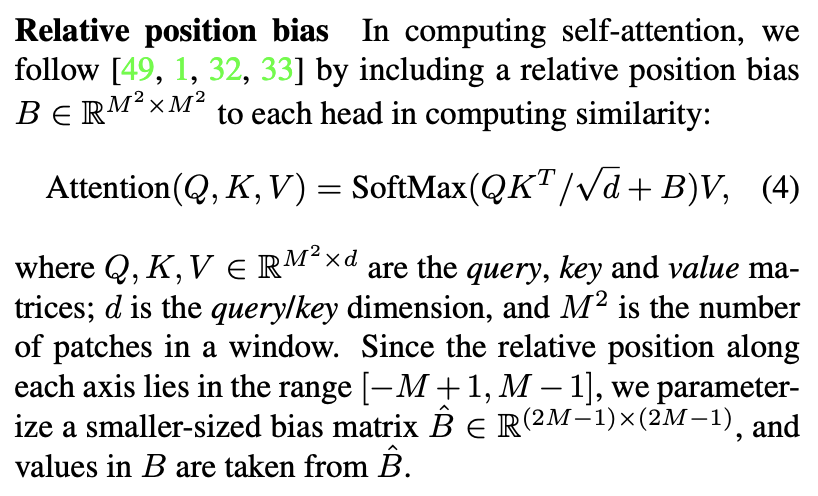 Relative position bias In computing self-attention, we
follow [49, 1, 32, 33] by including a relative position bias
$B \in \mathbb{R}^{M^2 \times M^2}$ to each head in computing similarity:
$\text{Attention}(Q, K, V) = \text{SoftMax}(QK^T/\sqrt{d} + B)V, \quad (4)$
where $Q, K, V \in \mathbb{R}^{M^2 \times d}$ are the query, key and value ma-
trices; $d$ is the query/key dimension, and $M^2$ is the number
of patches in a window. Since the relative position along
each axis lies in the range $[-M + 1, M - 1]$, we parameter-
ize a smaller-sized bias matrix $\hat{B} \in \mathbb{R}^{(2M-1) \times (2M-1)}$, and
values in $B$ are taken from $\hat{B}$.